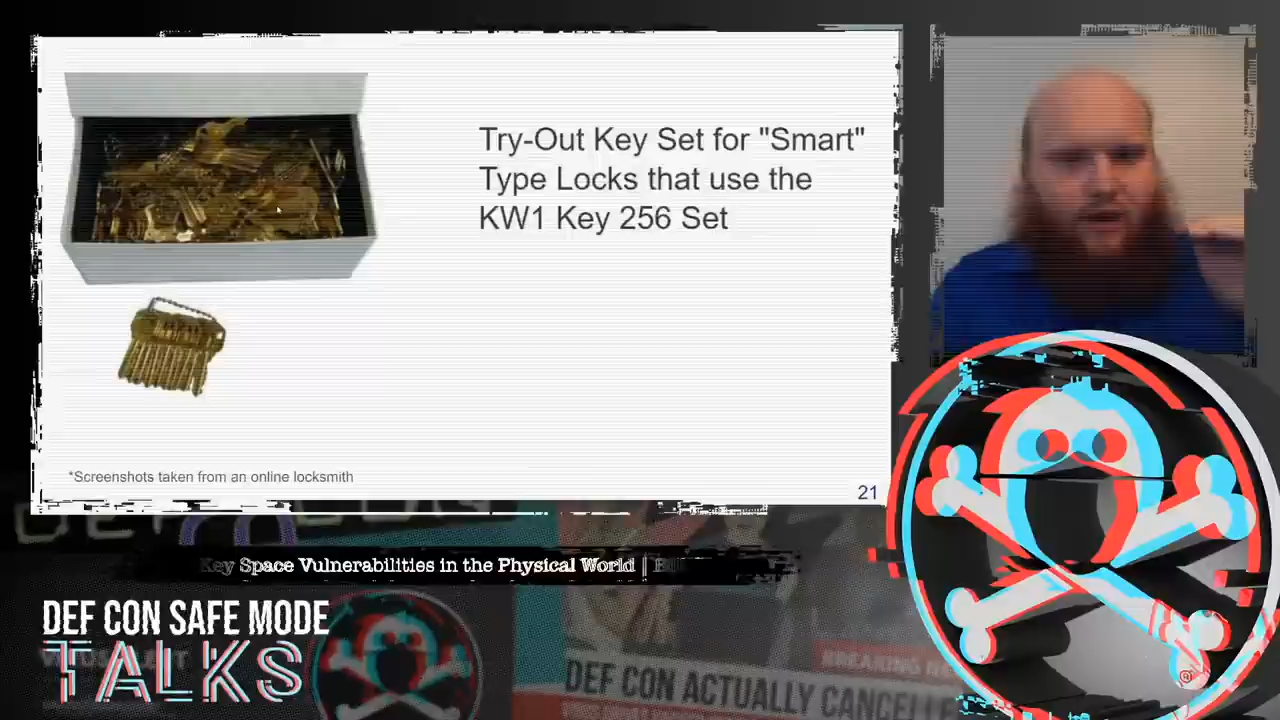 Try-Out Key Set for "Smart"
Type Locks that use the
KW1 Key 256 Set
*Screenshots taken from an online locksmith
21
Key Space Vulnerabilities in the Physical World |
DEF CON SAFE MODE
TALKS
BREAKING
DEF CON ACTUALLY CANCELLE